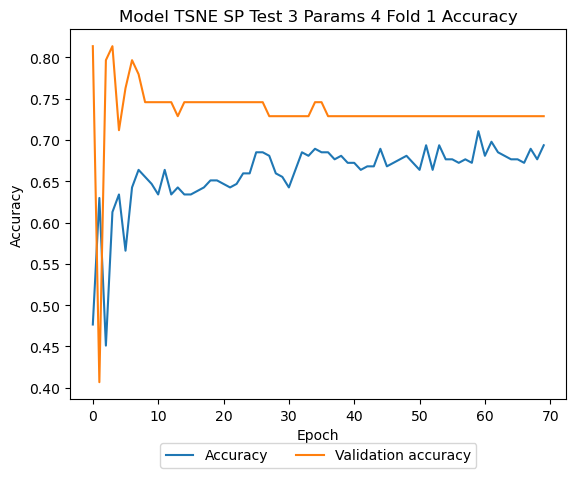 Model TSNE SP Test 3 Params 4 Fold 1 Accuracy
0.80
0.75
0.70
0.65
0.60
0.55
0.50
0.45
0.40
Accuracy
0 10 20 30 40 50 60 70
Epoch
Accuracy Validation accuracy